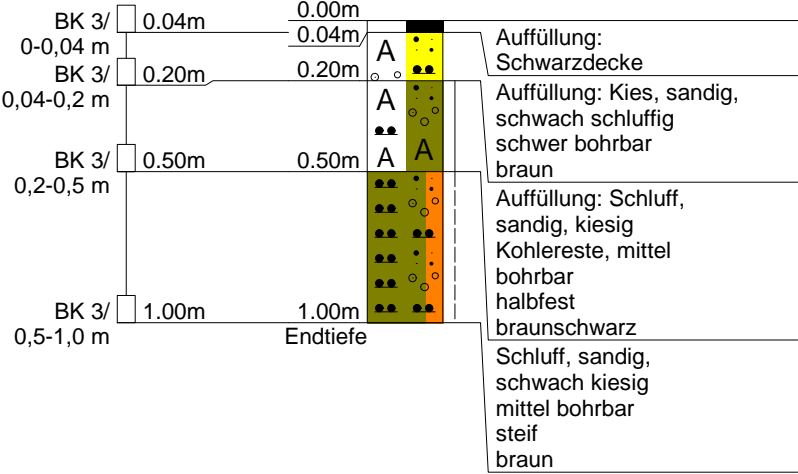 BK 3/
0-0,04 m
0.04m
BK 3/
0,04-0,2 m
0.20m
BK 3/
0,2-0,5 m
0.50m
BK 3/
0,5-1,0 m
1.00m
0.00m
0.04m
0.20m
0.50m
1.00m
Endtiefe
A
A
A
A
Auffüllung:
Schwarzdecke
Auffüllung: Kies, sandig,
schwach schluffig
schwer bohrbar
braun
Auffüllung: Schluff,
sandig, kiesig
Kohlereste, mittel
bohrbar
halbfest
braunschwarz
Schluff, sandig,
schwach kiesig
mittel bohrbar
steif
braun